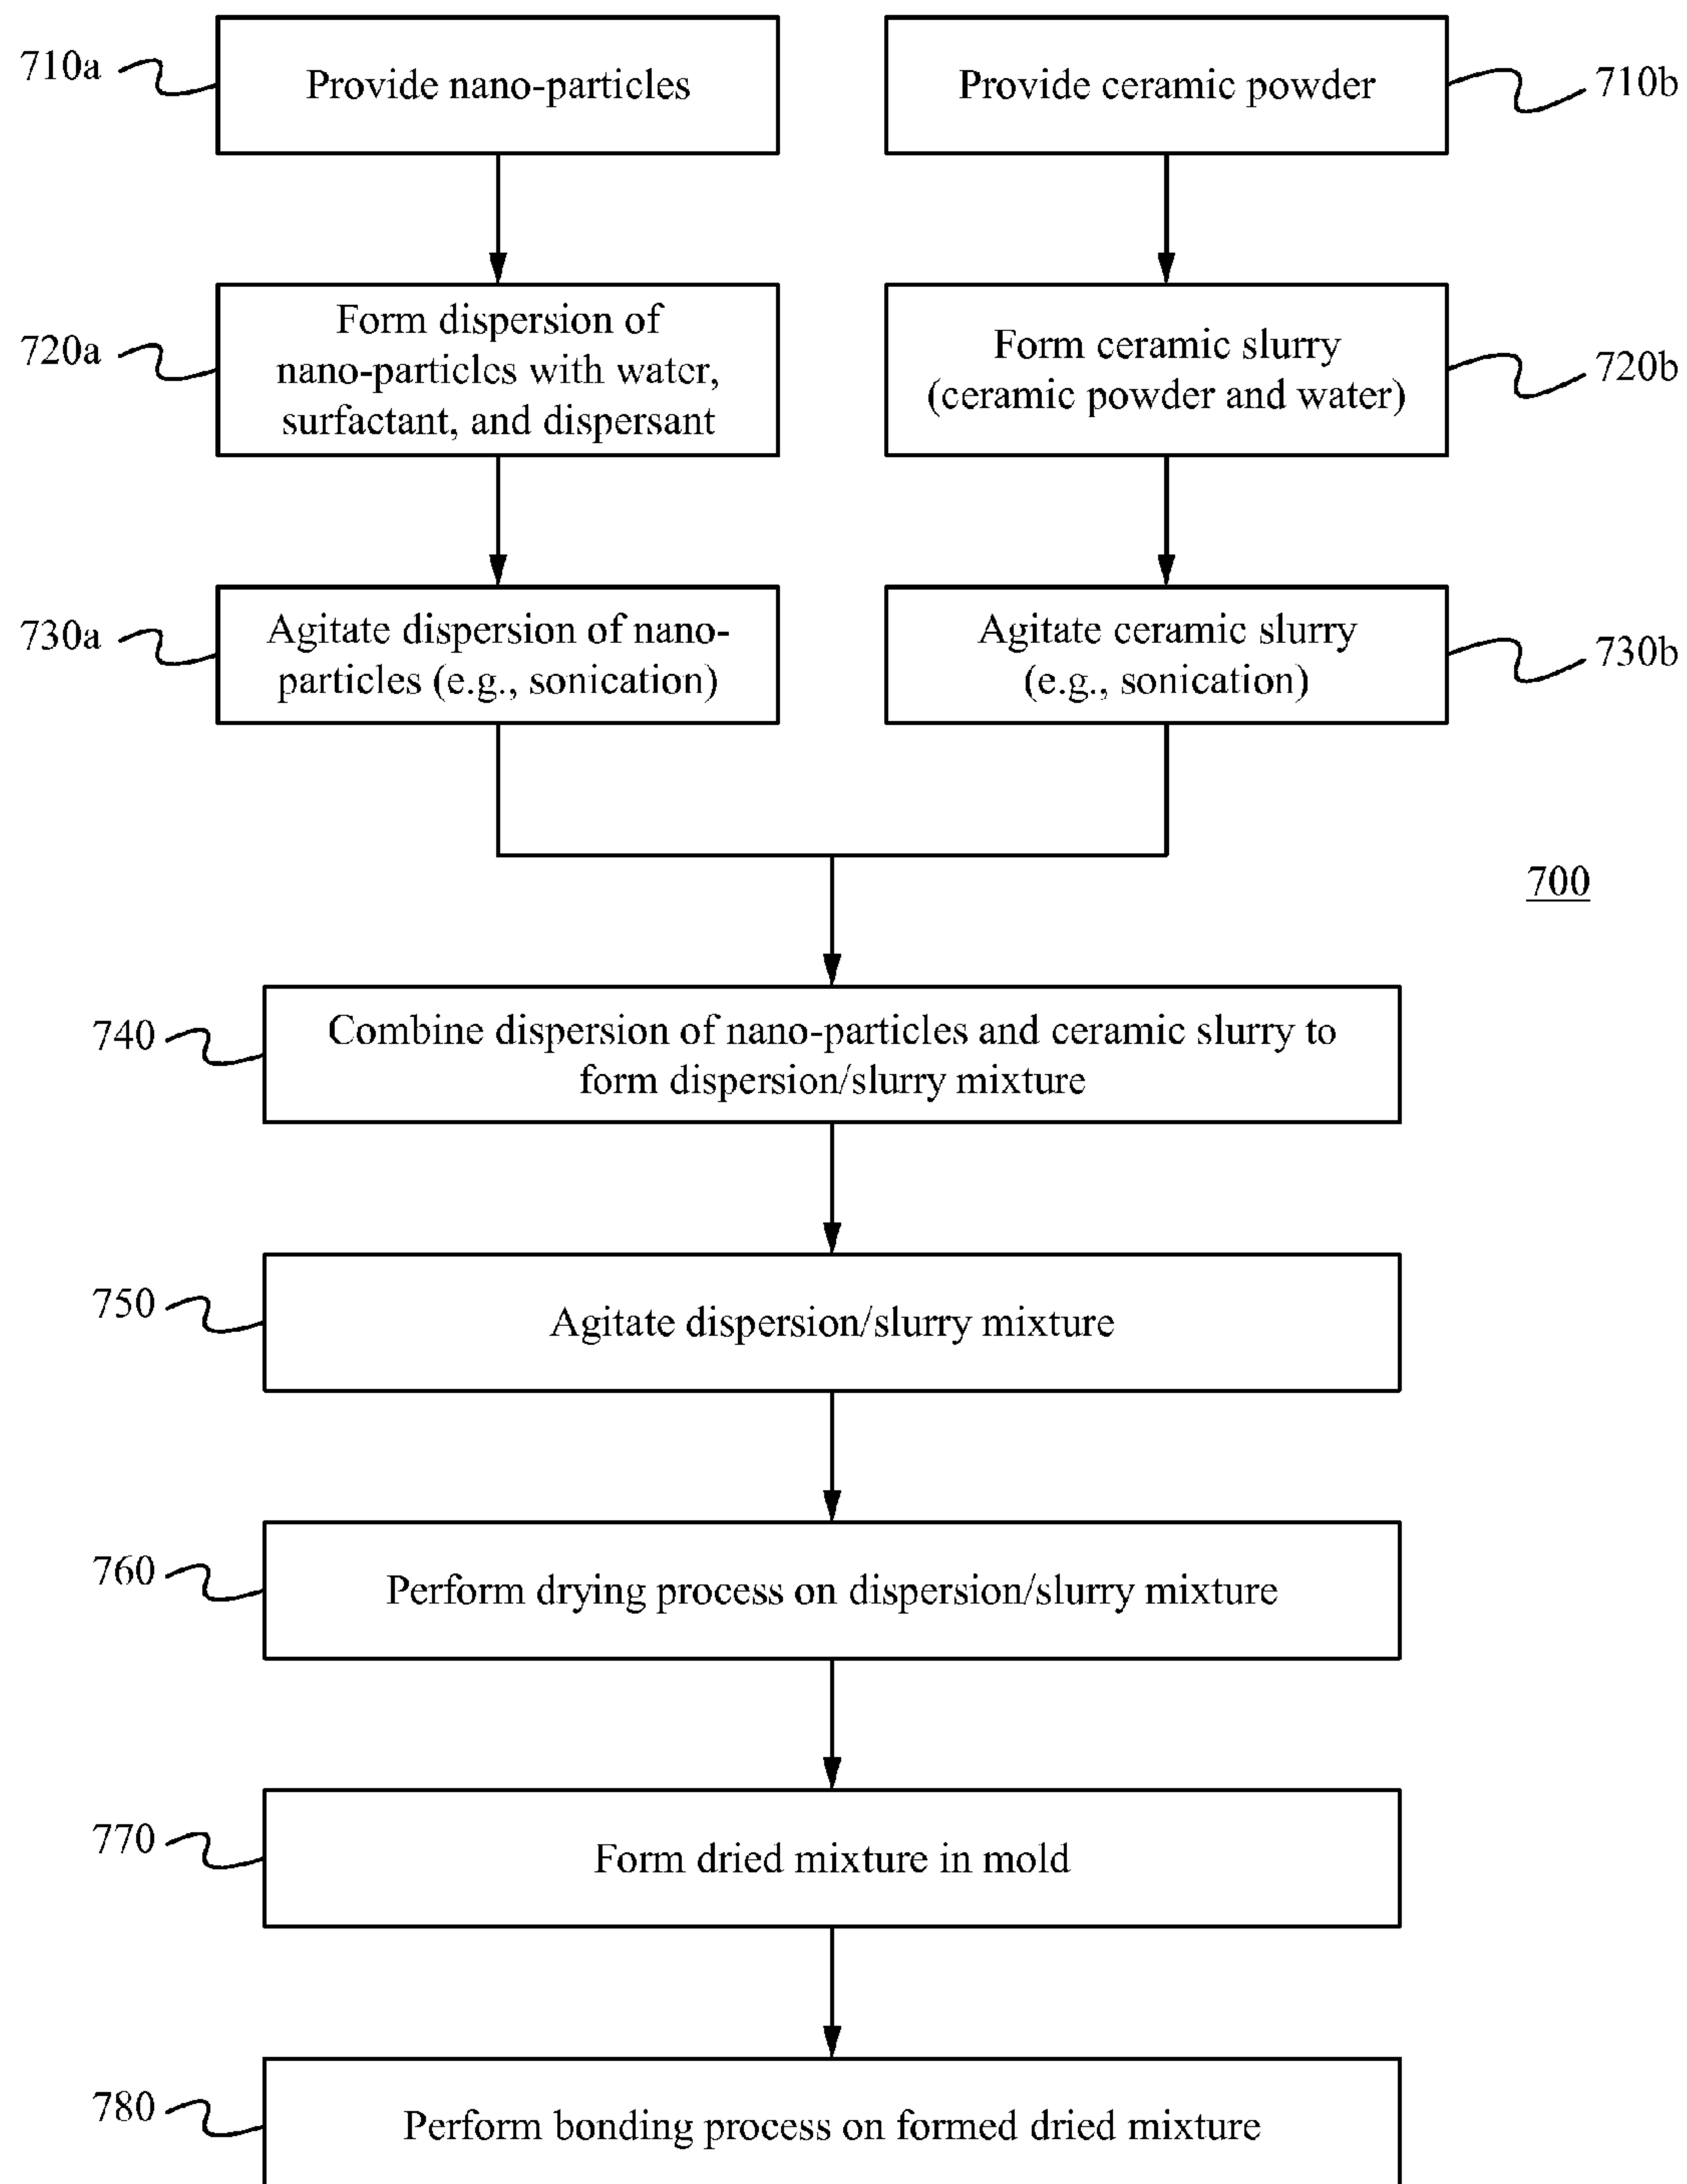 710a
Provide nano-particles
Provide ceramic powder
710b
720a
Form dispersion of
nano-particles with water,
surfactant, and dispersant
Form ceramic slurry
(ceramic powder and water)
720b
730a
Agitate dispersion of nano-
particles (e.g., sonication)
Agitate ceramic slurry
(e.g., sonication)
730b
700
740
Combine dispersion of nano-particles and ceramic slurry to
form dispersion/slurry mixture
750
Agitate dispersion/slurry mixture
760
Perform drying process on dispersion/slurry mixture
770
Form dried mixture in mold
780
Perform bonding process on formed dried mixture